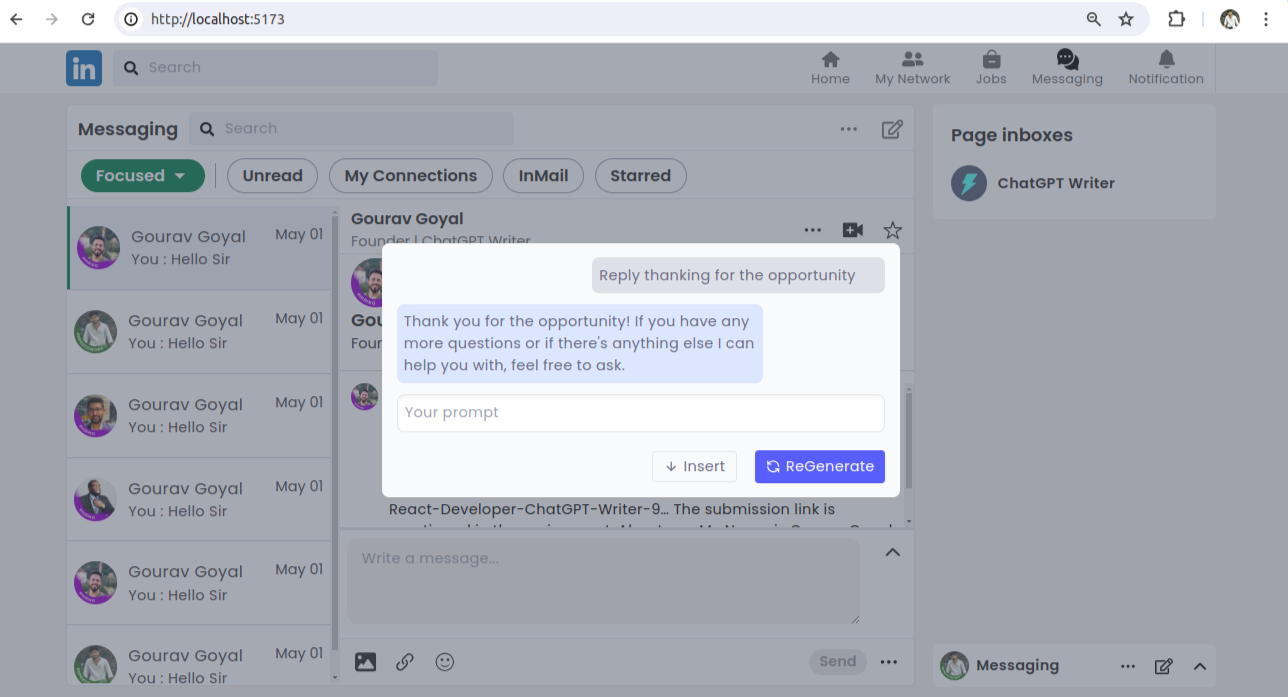 http://localhost:5173
in
Search
Home
My Network
Jobs
Messaging
Notification
Messaging
Search
Focused
Unread
My Connections
InMail
Starred
Gourav Goyal
May 01
You : Hello Sir
Gourav Goyal
May 01
You : Hello Sir
Gourav Goyal
May 01
You : Hello Sir
Gourav Goyal
May 01
You : Hello Sir
Gourav Goyal
May 01
You : Hello Sir
Gourav Goyal
May 01
You : Hello Sir
Gourav Goyal
Founder | ChatGPT Writer
Reply thanking for the opportunity
Thank you for the opportunity! If you have any
more questions or if there's anything else I can
help you with, feel free to ask.
Your prompt
Insert
ReGenerate
React-Developer-ChatGPT-Writer-9... The submission link is
Write a message...
Send
Page inboxes
ChatGPT Writer
Messaging